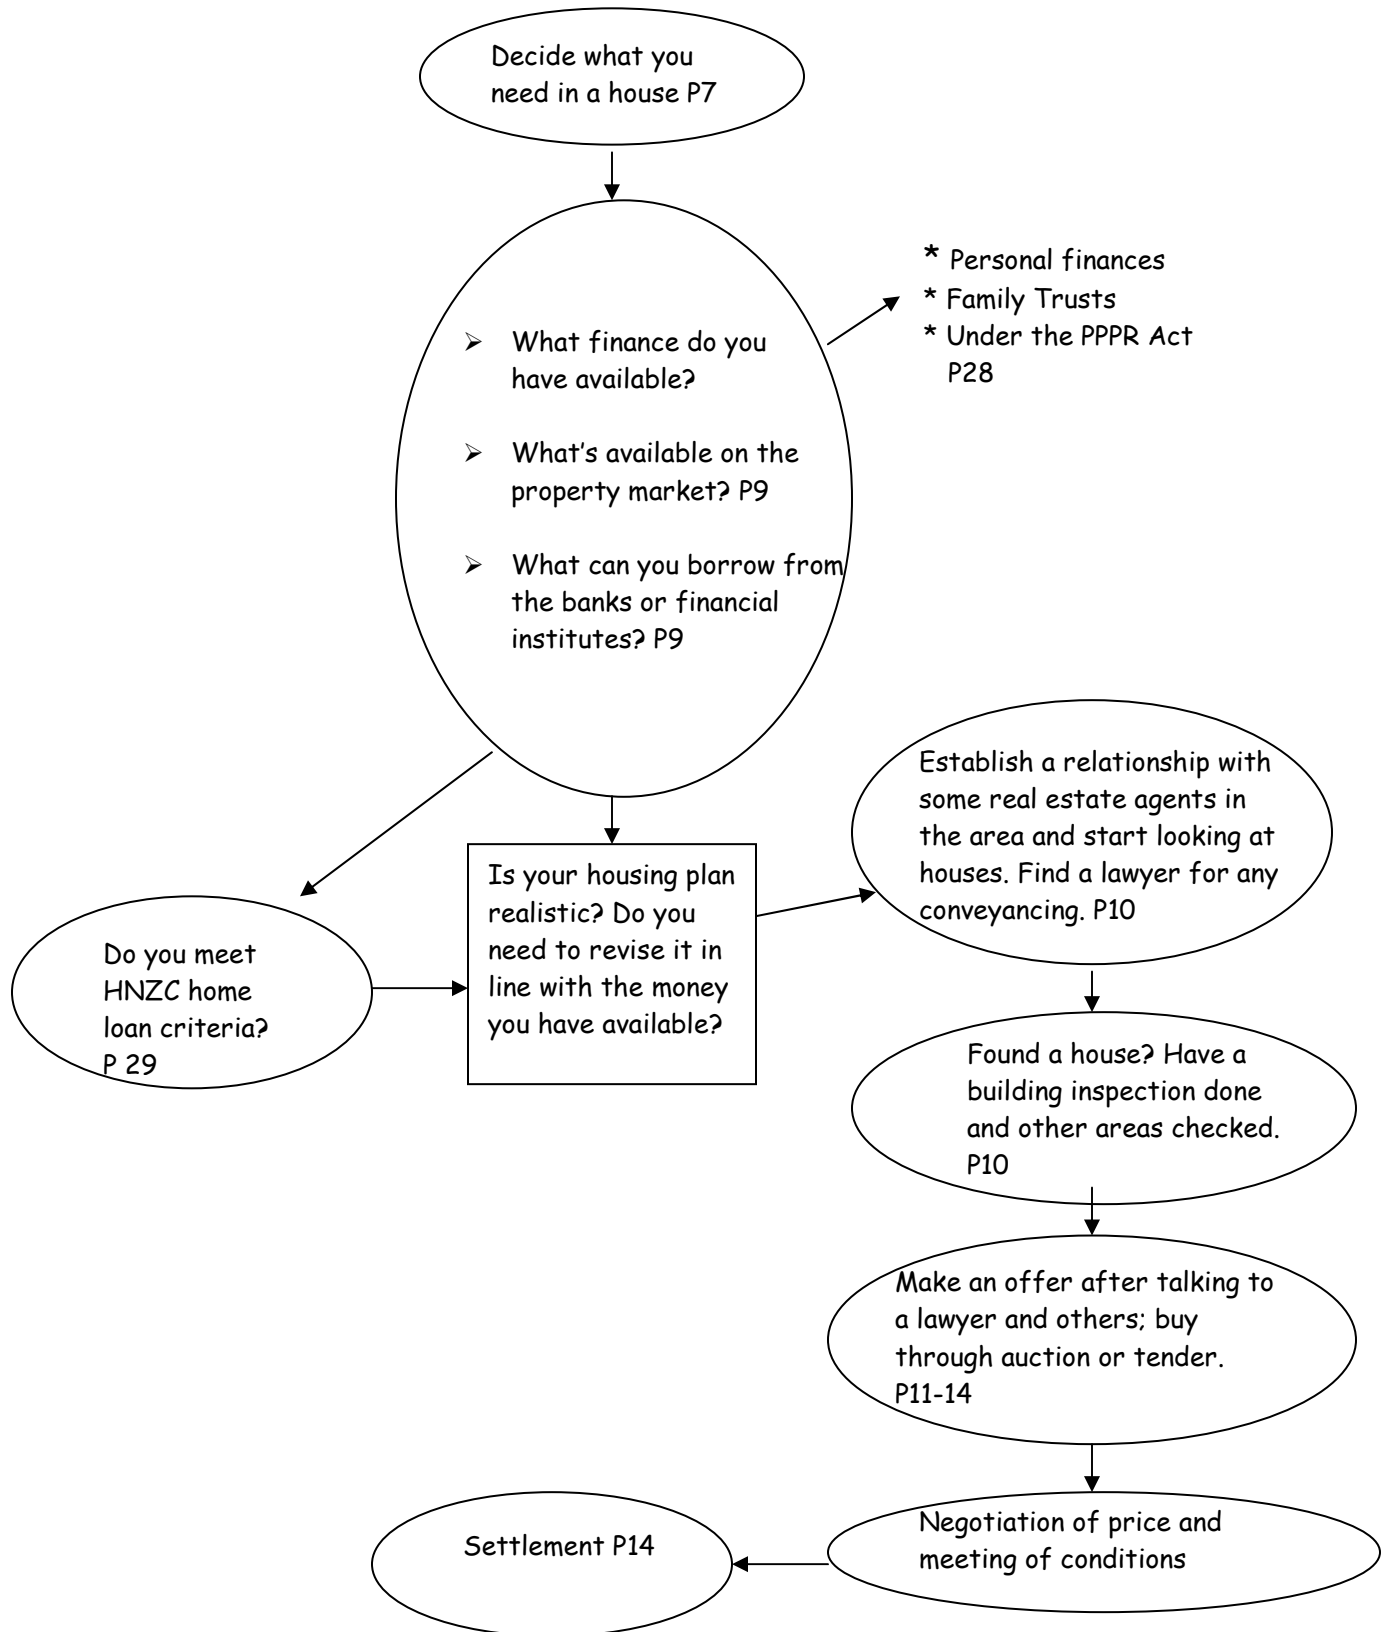 Decide what you
need in a house P7
* Personal finances
* Family Trusts
* Under the PPPR Act
P28
➢ What finance do you
have available?
➢ What's available on the
property market? P9
➢ What can you borrow from
the banks or financial
institutes? P9
Do you meet
HNZC home
loan criteria?
P 29
Is your housing plan
realistic? Do you
need to revise it in
line with the money
you have available?
Establish a relationship with
some real estate agents in
the area and start looking at
houses. Find a lawyer for any
conveyancing. P10
Found a house? Have a
building inspection done
and other areas checked.
P10
Make an offer after talking to
a lawyer and others; buy
through auction or tender.
P11-14
Negotiation of price and
meeting of conditions
Settlement P14